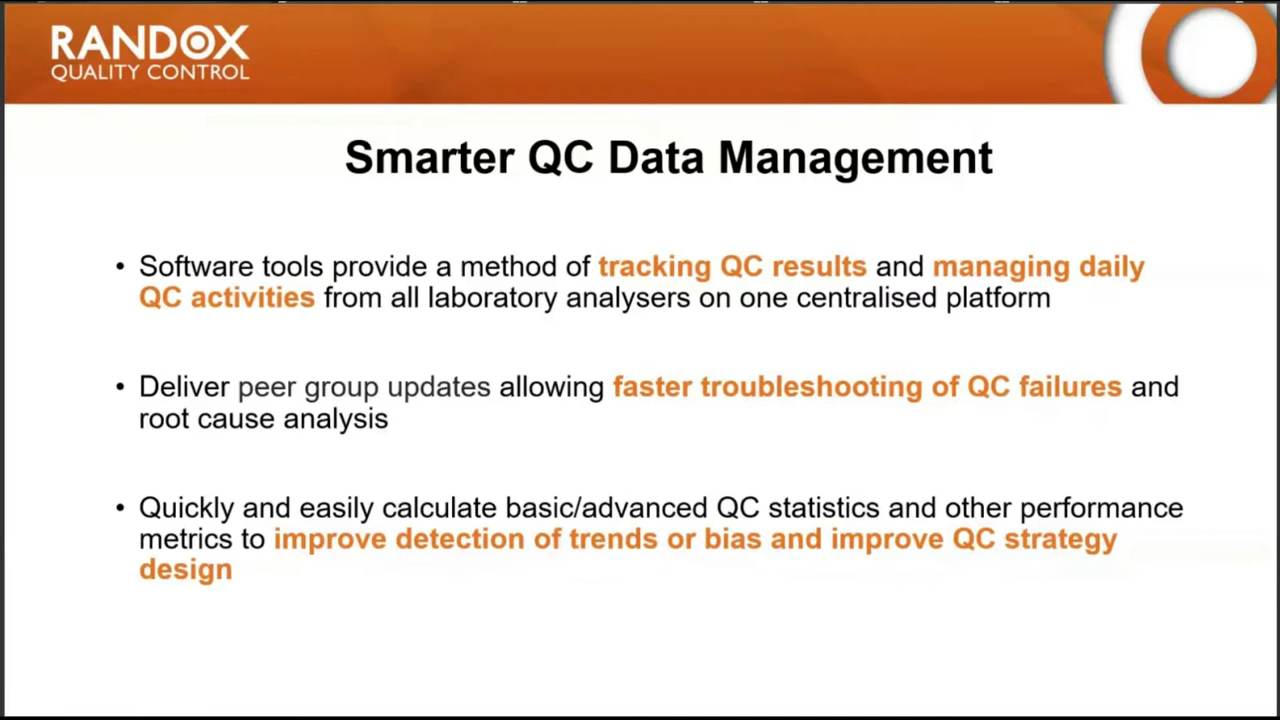 RANDOX
QUALITY CONTROL
Smarter QC Data Management
• Software tools provide a method of tracking QC results and managing daily
QC activities from all laboratory analysers on one centralised platform
• Deliver peer group updates allowing faster troubleshooting of QC failures and
root cause analysis
• Quickly and easily calculate basic/advanced QC statistics and other performance
metrics to improve detection of trends or bias and improve QC strategy
design